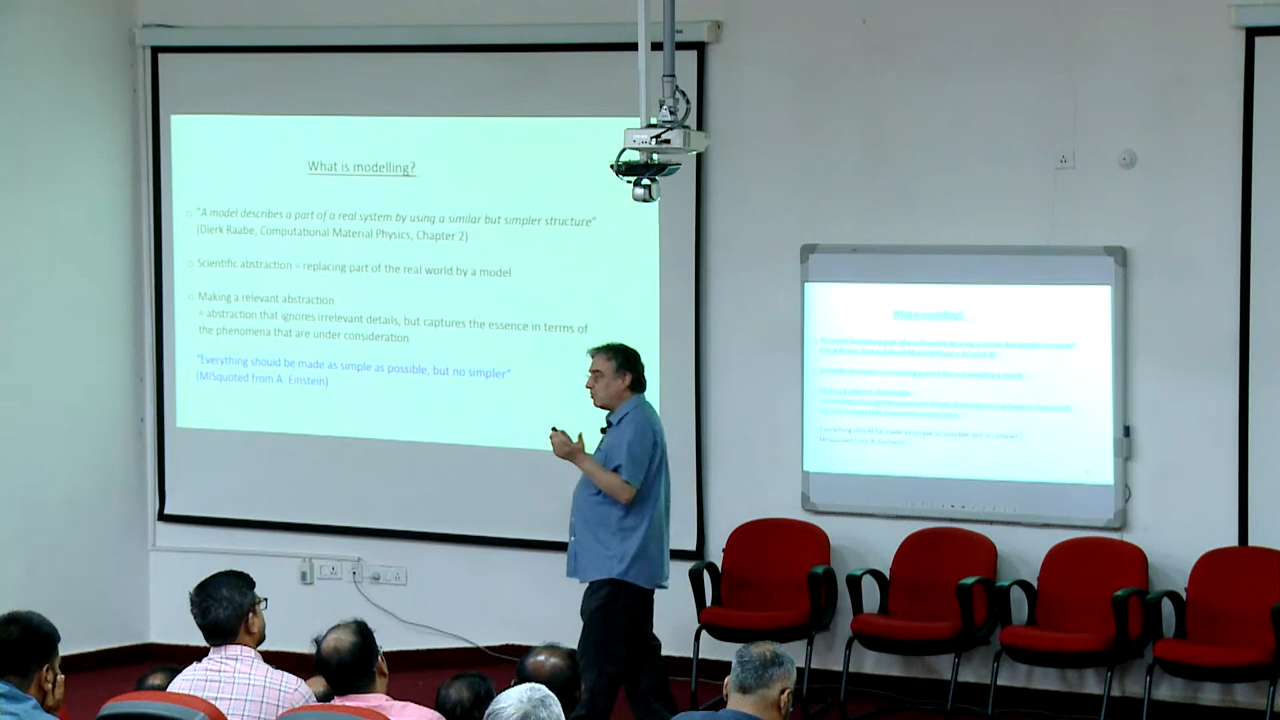 What is modelling?
"A model describes a part of a real system by using a similar but simpler structure"
(Dierk Raabe, Computational Material Physics, Chapter 2)
Scientific abstraction = replacing part of the real world by a model
Making a relevant abstraction
= abstraction that ignores irrelevant details, but captures the essence in terms of
the phenomena that are under consideration
"Everything should be made as simple as possible, but no simpler"
(MISquoted from A. Einstein)